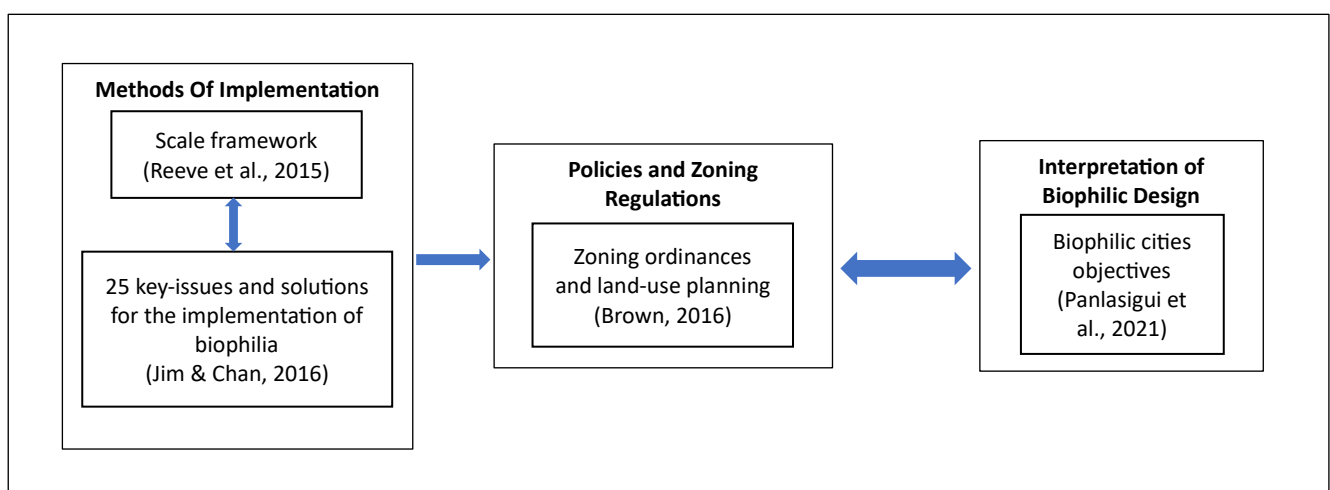 Methods Of Implementation
Scale framework
(Reeve et al., 2015)
25 key-issues and solutions
for the implementation of
biophilia
(Jim & Chan, 2016)
Policies and Zoning
Regulations
Zoning ordinances
and land-use planning
(Brown, 2016)
Interpretation of
Biophilic Design
Biophilic cities
objectives
(Panlasigui et
al., 2021)